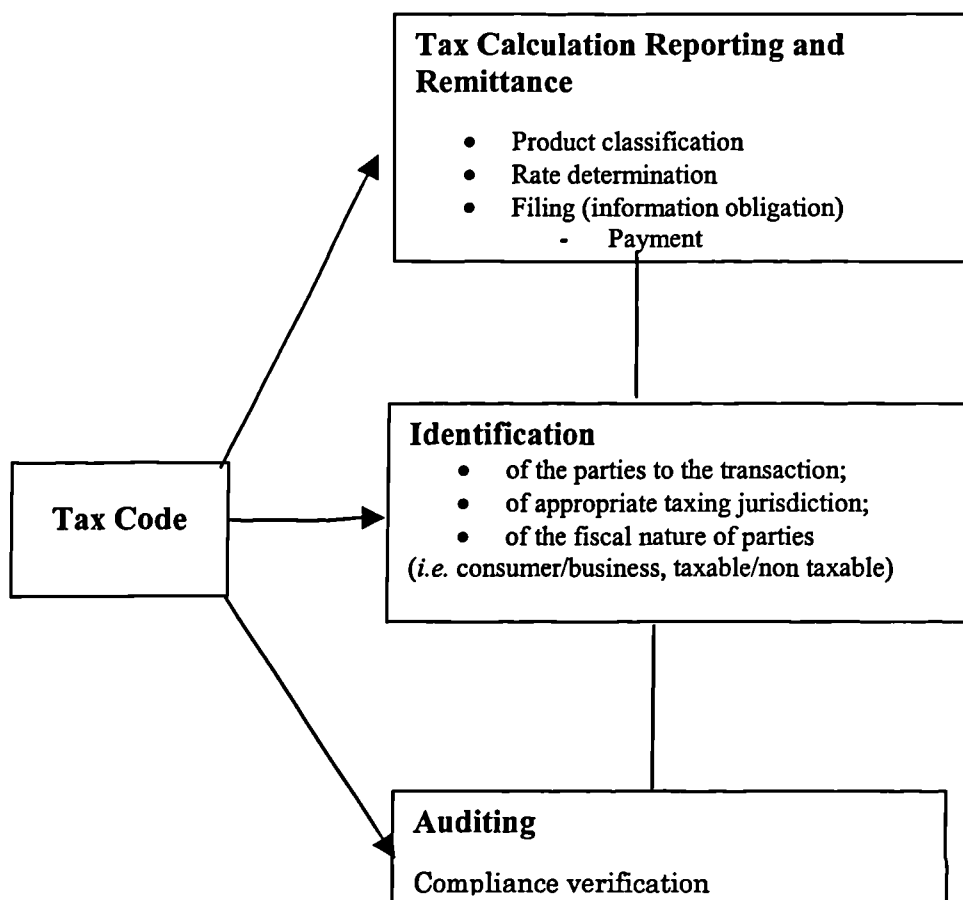 Tax Calculation Reporting and
Remittance
• Product classification
• Rate determination
• Filing (information obligation)
- Payment
Identification
• of the parties to the transaction;
• of appropriate taxing jurisdiction;
• of the fiscal nature of parties
(i.e. consumer/business, taxable/non taxable)
Tax Code
Auditing
Compliance verification